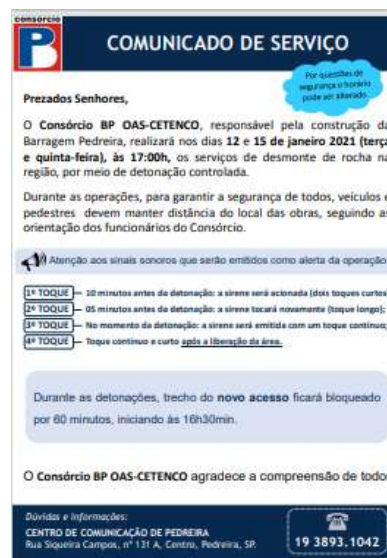 consórcio
BP
COMUNICADO DE SERVIÇO
Por questões de
segurança o horário
pode ser alterado.
Prezados Senhores,
O Consórcio BP OAS-CETENCO, responsável pela construção da
Barragem Pedreira, realizará nos dias 12 e 15 de janeiro 2021 (terça
e quinta-feira), às 17:00h, os serviços de desmonte de rocha na
região, por meio de detonação controlada.
Durante as operações, para garantir a segurança de todos, veículos e
pedestres devem manter distância do local das obras, seguindo as
orientação dos funcionários do Consórcio.
Atenção aos sinais sonoros que serão emitidos como alerta da operação
1º TOQUE — 10 minutos antes da detonação: a sirene será acionada (dois toques curtos)
2º TOQUE — 05 minutos antes da detonação: a sirene tocará novamente (toque longo);
3º TOQUE — No momento da detonação: a sirene será emitida com um toque contínuo;
4º TOQUE — Toque contínuo e curto após a liberação da área.
Durante as detonações, trecho do novo acesso ficará bloqueado
por 60 minutos, iniciando às 16h30min.
O Consórcio BP OAS-CETENCO agradece a compreensão de todos
Dúvidas e Informações:
CENTRO DE COMUNICAÇÃO DE PEDREIRA
Rua Siqueira Campos, nº 131 A, Centro, Pedreira, SP.
19 3893.1042